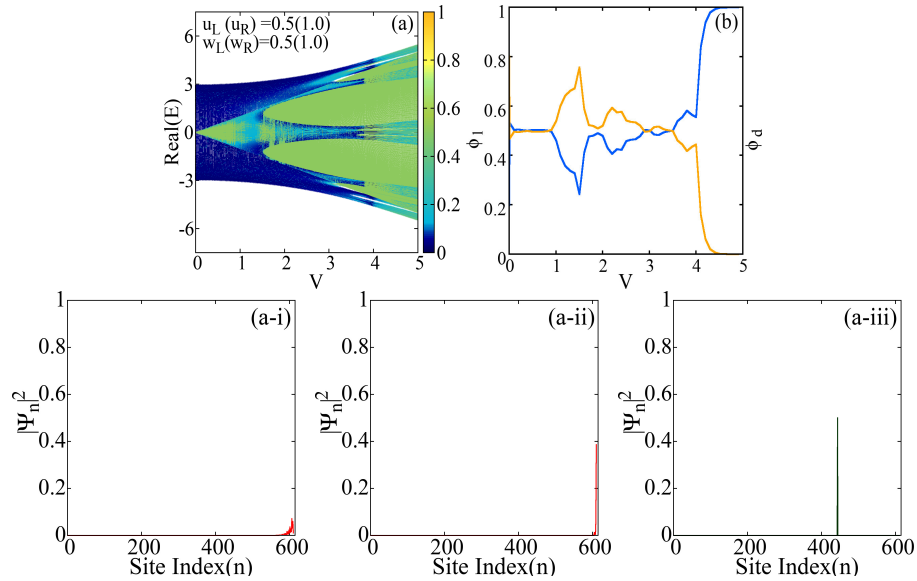 (a)
u_L (u_R) =0.5(1.0)
w_L(w_R)=0.5(1.0)
Real(E)
6
3
0
-3
-6
0 1 2 3 4 5
V
1
0.8
0.6
0.4
0.2
0
(b)
ϕ_l
1
0.8
0.6
0.4
0.2
0
0 1 2 3 4 5
V
ϕ_d
(a-i)
|Ψ_n|^2
1
0.8
0.6
0.4
0.2
0
0 200 400 600
Site Index(n)
(a-ii)
|Ψ_n|^2
1
0.8
0.6
0.4
0.2
0
0 200 400 600
Site Index(n)
(a-iii)
|Ψ_n|^2
1
0.8
0.6
0.4
0.2
0
0 200 400 600
Site Index(n)